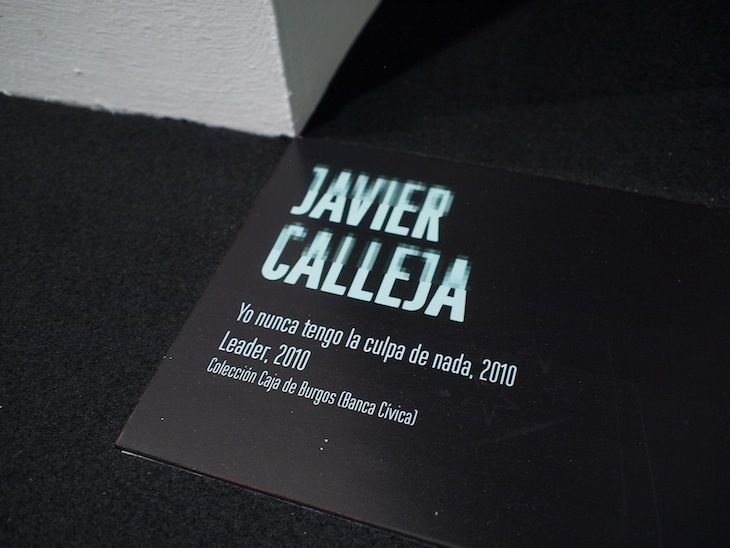 JAVIER
CALLEJA
Yo nunca tengo la culpa de nada, 2010
Leader, 2010
Colección Caja de Burgos (Banca Cívica)